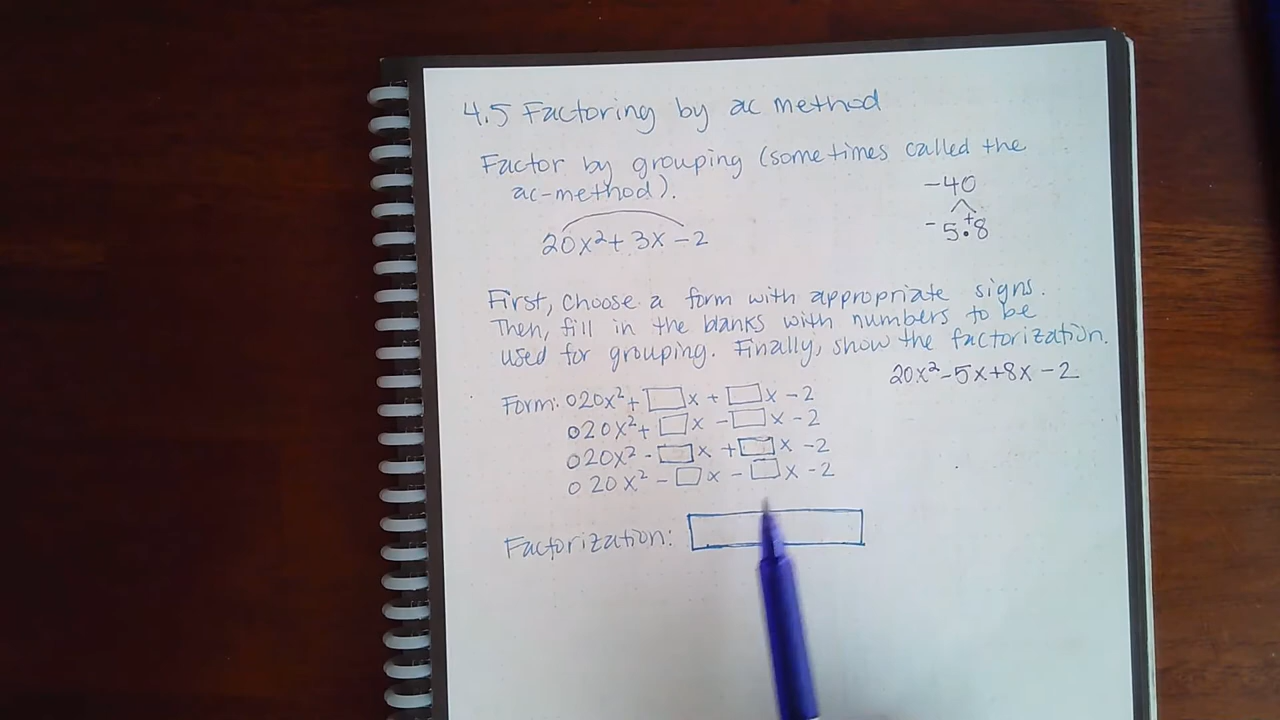 4.5 Factoring by ac method
Factor by grouping (sometimes called the
ac-method).
-40
-5 · +8
20x² + 3x - 2
First, choose a form with appropriate signs.
Then, fill in the blanks with numbers to be
used for grouping. Finally, show the factorization.
20x² - 5x + 8x - 2
Form: ○ 20x² + □x + □x - 2
○ 20x² + □x - □x - 2
○ 20x² - □x + □x - 2
○ 20x² - □x - □x - 2
Factorization: